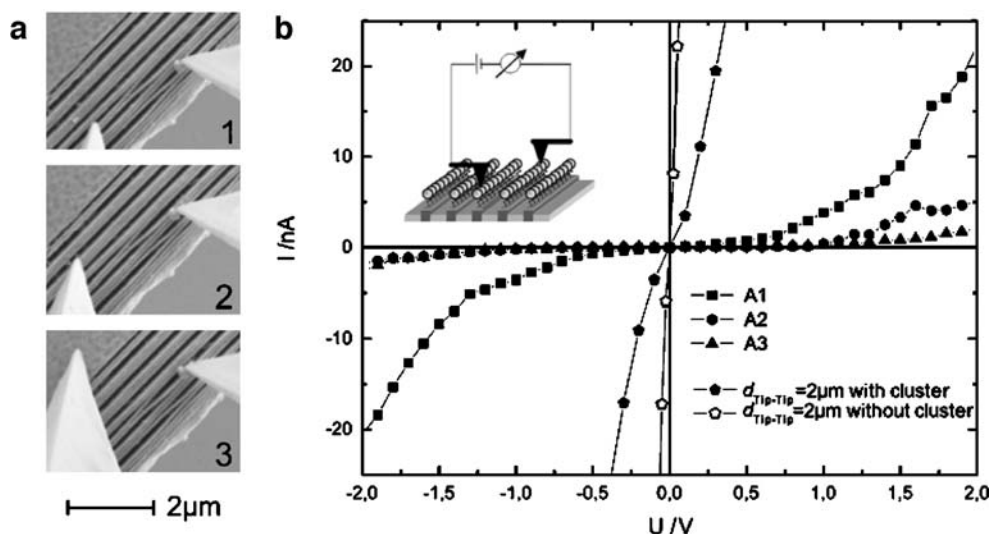 a
1
2
3
2µm
b
I /nA
20
10
0
-10
-20
A1
A2
A3
d Tip-Tip =2µm with cluster
d Tip-Tip =2µm without cluster
-2,0 -1,5 -1,0 -0,5 0,0 0,5 1,0 1,5 2,0
U /V